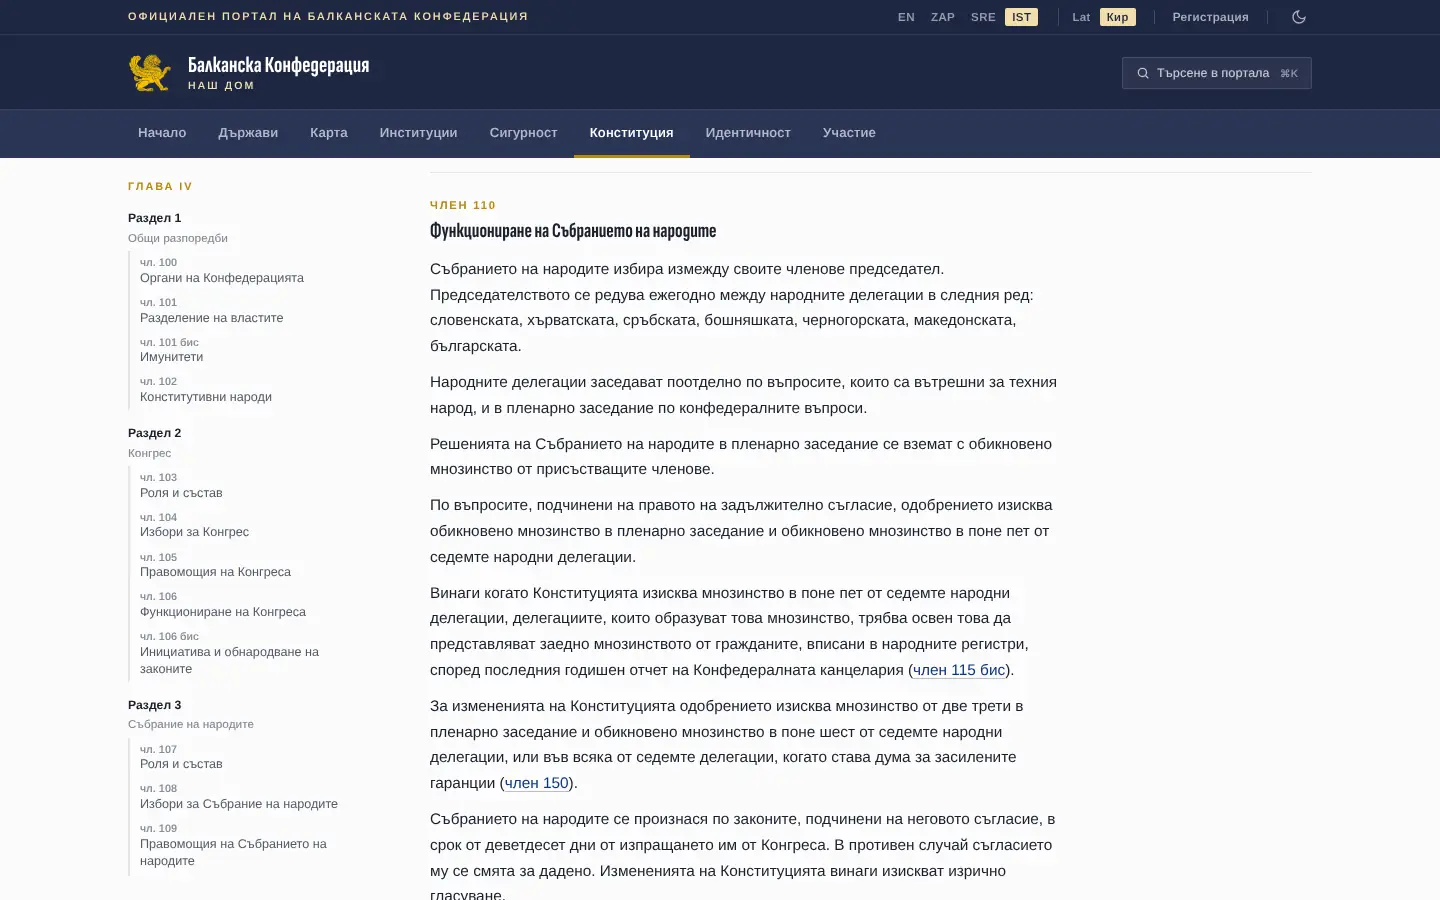 ОФИЦИАЛЕН ПОРТАЛ НА БАЛКАНСКАТА КОНФЕДЕРАЦИЯ
EN ZAP SRE IST Lat Кир Регистрация
Балканска Конфедерация
НАШ ДОМ
Търсене в портала ⌘K
Начало Държави Карта Институции Сигурност Конституция Идентичност Участие
ГЛАВА IV
Раздел 1
Общи разпоредби
чл. 100
Органи на Конфедерацията
чл. 101
Разделение на властите
чл. 101 бис
Имунитети
чл. 102
Конститутивни народи
Раздел 2
Конгрес
чл. 103
Роля и състав
чл. 104
Избори за Конгрес
чл. 105
Правомощия на Конгреса
чл. 106
Функциониране на Конгреса
чл. 106 бис
Инициатива и обнародване на
законите
Раздел 3
Събрание на народите
чл. 107
Роля и състав
чл. 108
Избори за Събрание на народите
чл. 109
Правомощия на Събранието на
народите
ЧЛЕН 110
Функциониране на Събранието на народите
Събранието на народите избира измежду своите членове председател.
Председателството се редува ежегодно между народните делегации в следния ред:
словенската, хърватската, сръбската, бошняшката, черногорската, македонската,
българската.
Народните делегации заседават поотделно по въпросите, които са вътрешни за техния
народ, и в пленарно заседание по конфедералните въпроси.
Решенията на Събранието на народите в пленарно заседание се вземат с обикновено
мнозинство от присъстващите членове.
По въпросите, подчинени на правото на задължително съгласие, одобрението изисква
обикновено мнозинство в пленарно заседание и обикновено мнозинство в поне пет от
седемте народни делегации.
Винаги когато Конституцията изисква мнозинство в поне пет от седемте народни
делегации, делегациите, които образуват това мнозинство, трябва освен това да
представляват заедно мнозинството от гражданите, вписани в народните регистри,
според последния годишен отчет на Конфедералната канцелария (член 115 бис).
За измененията на Конституцията одобрението изисква мнозинство от две трети в
пленарно заседание и обикновено мнозинство в поне шест от седемте народни
делегации, или във всяка от седемте делегации, когато става дума за засилените
гаранции (член 150).
Събранието на народите се произнася по законите, подчинени на неговото съгласие, в
срок от деветдесет дни от изпращането им от Конгреса. В противен случай съгласието
му се смята за дадено. Измененията на Конституцията винаги изискват изрично
гласуване.